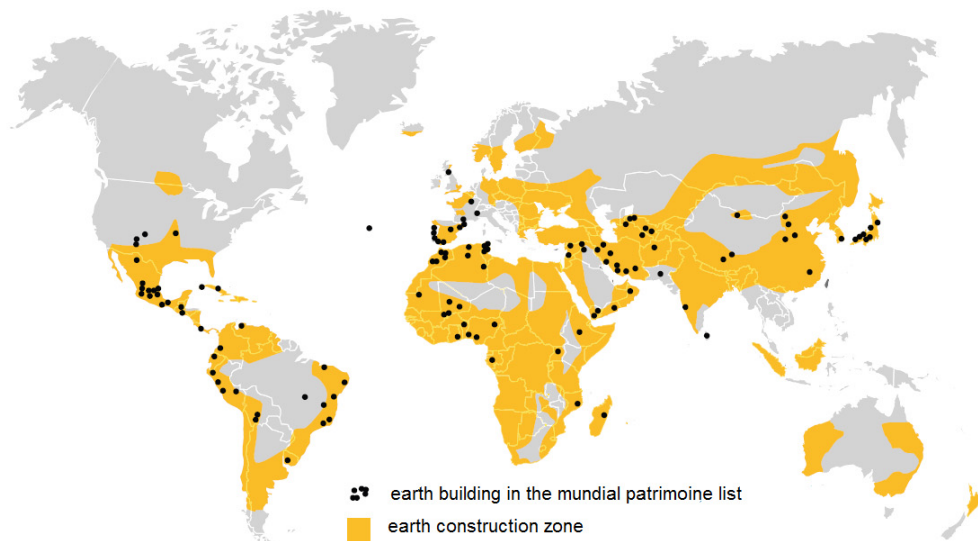 earth building in the mundial patrimoine list
earth construction zone